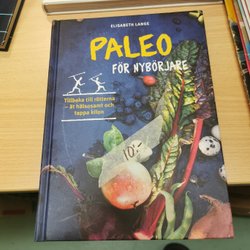 ELISABETH LANGE
PALEO
FÖR NYBÖRJARE
Tillbaka till rötterna
– ät hälsosamt och
tappa kilon
10:-